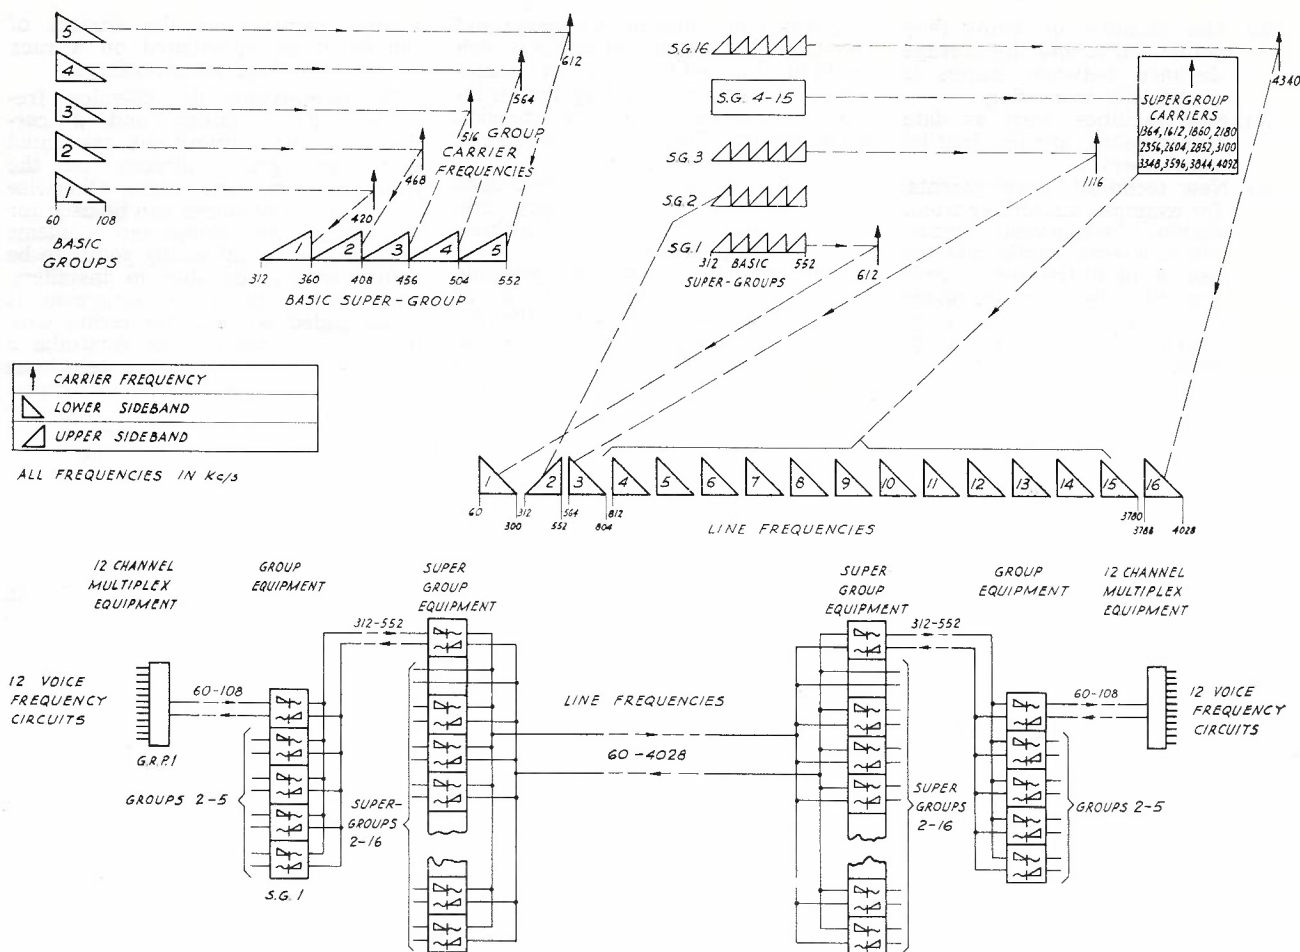 5
4
3
2
1
60
108
BASIC
GROUPS
612
564
516
GROUP
CARRIER
FREQUENCIES
468
420
1
2
3
4
5
312
360
408
456
504
552
BASIC SUPER-GROUP
S.G.16
S.G. 4-15
S.G. 3
S.G.2
S.G.1
312
BASIC
552
SUPER-GROUPS
612
1116
4340
SUPERGROUP
CARRIERS
1364, 1612, 1860, 2180
2356, 2604, 2852, 3100
3348, 3596, 3844, 4092
CARRIER FREQUENCY
LOWER SIDEBAND
UPPER SIDEBAND
ALL FREQUENCIES IN Kc/s
1
2
3
4
5
6
7
8
9
10
11
12
13
14
15
16
60
300
312
552
564
804
812
LINE FREQUENCIES
3780
3788
4028
12 CHANNEL
MULTIPLEX
EQUIPMENT
GROUP
EQUIPMENT
SUPER
GROUP
EQUIPMENT
SUPER
GROUP
EQUIPMENT
GROUP
EQUIPMENT
12 CHANNEL
MULTIPLEX
EQUIPMENT
312-552
312-552
12 VOICE
FREQUENCY
CIRCUITS
60-108
LINE FREQUENCIES
60-4028
60-108
12 VOICE
FREQUENCY
CIRCUITS
G.R.P.1
GROUPS 2-5
SUPER-
GROUPS
2-16
SUPER
GROUPS
2-16
GROUPS 2-5
S.G. 1